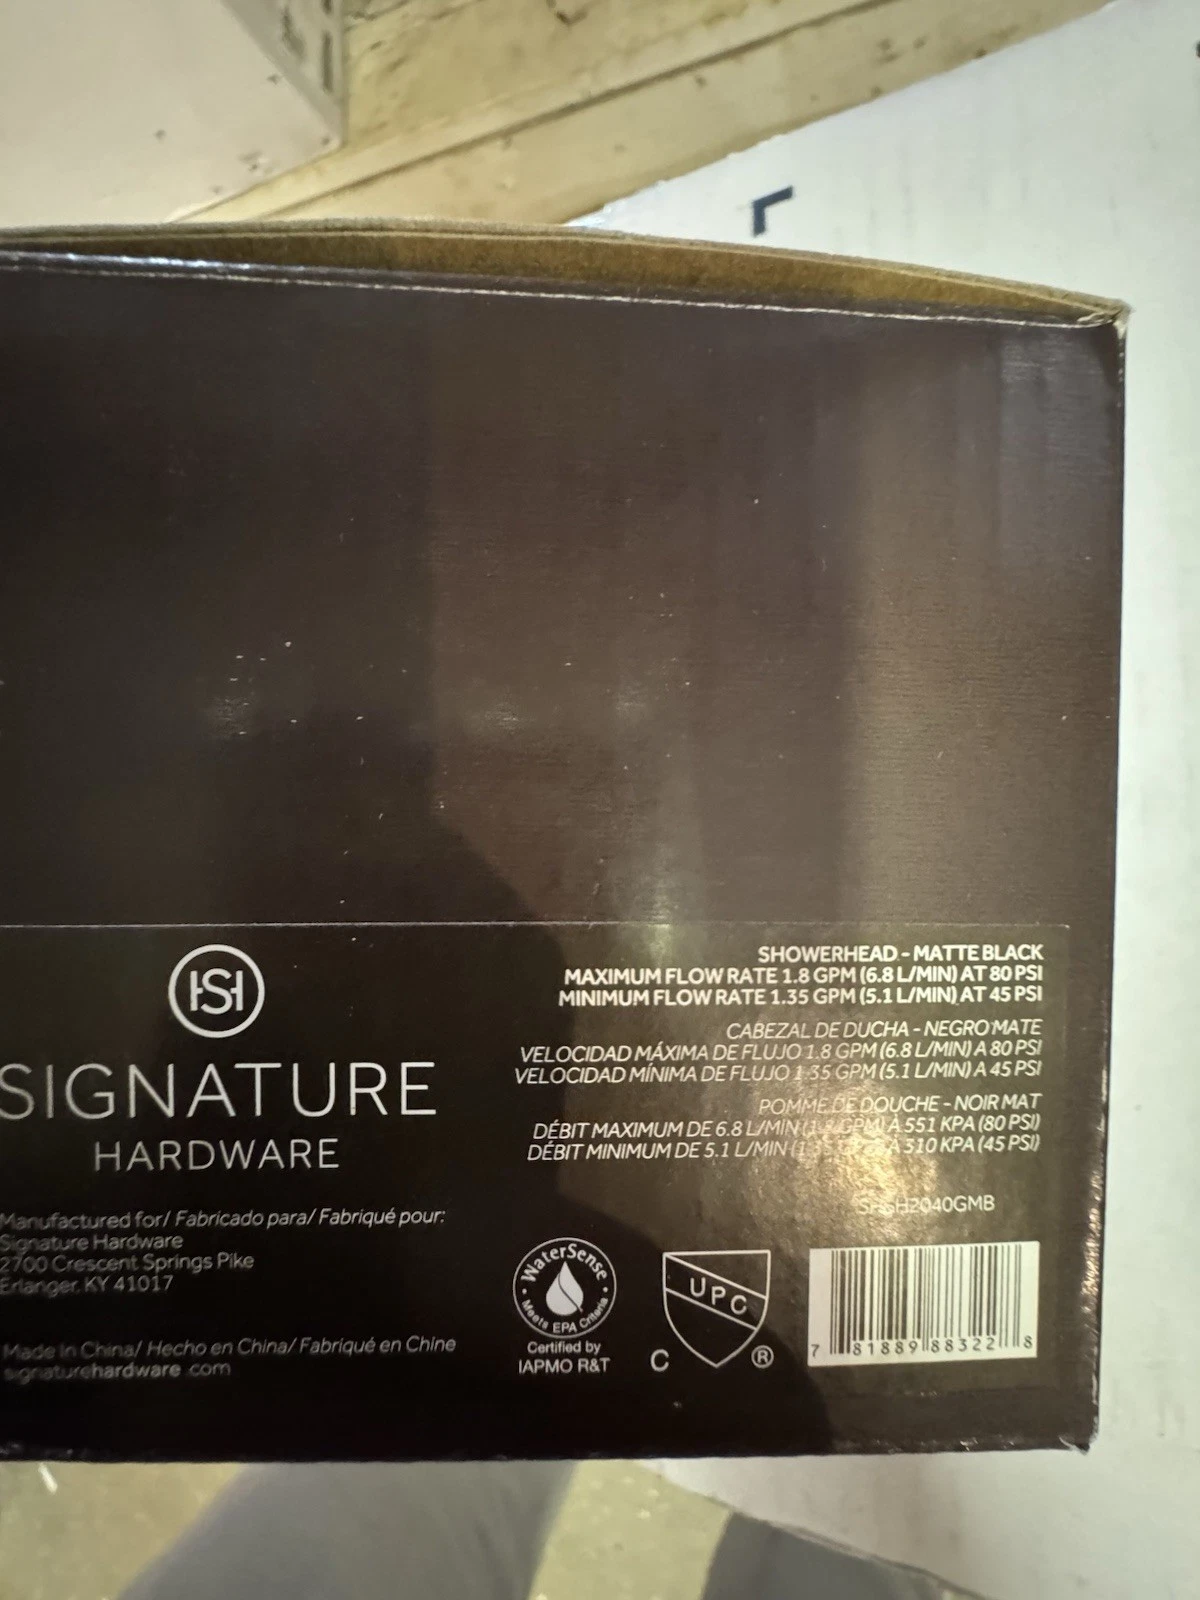 SIGNATURE
HARDWARE
Manufactured for/ Fabricado para/ Fabriqué pour:
Signature Hardware
2700 Crescent Springs Pike
Erlanger, KY 41017
Made In China/ Hecho en China/ Fabriqué en Chine
signaturehardware.com
SHOWERHEAD - MATTE BLACK
MAXIMUM FLOW RATE 1.8 GPM (6.8 L/MIN) AT 80 PSI
MINIMUM FLOW RATE 1.35 GPM (5.1 L/MIN) AT 45 PSI
CABEZAL DE DUCHA - NEGRO MATE
VELOCIDAD MÁXIMA DE FLUJO 1.8 GPM (6.8 L/MIN) A 80 PSI
VELOCIDAD MÍNIMA DE FLUJO 1.35 GPM (5.1 L/MIN) A 45 PSI
POMME DE DOUCHE - NOIR MAT
DÉBIT MAXIMUM DE 6.8 L/MIN (1.8 GPM) À 551 KPA (80 PSI)
DÉBIT MINIMUM DE 5.1 L/MIN À 310 KPA (45 PSI)
WaterSense
Meets EPA Criteria
Certified by
IAPMO R&T
UPC
C ®
7 81889 88322 8